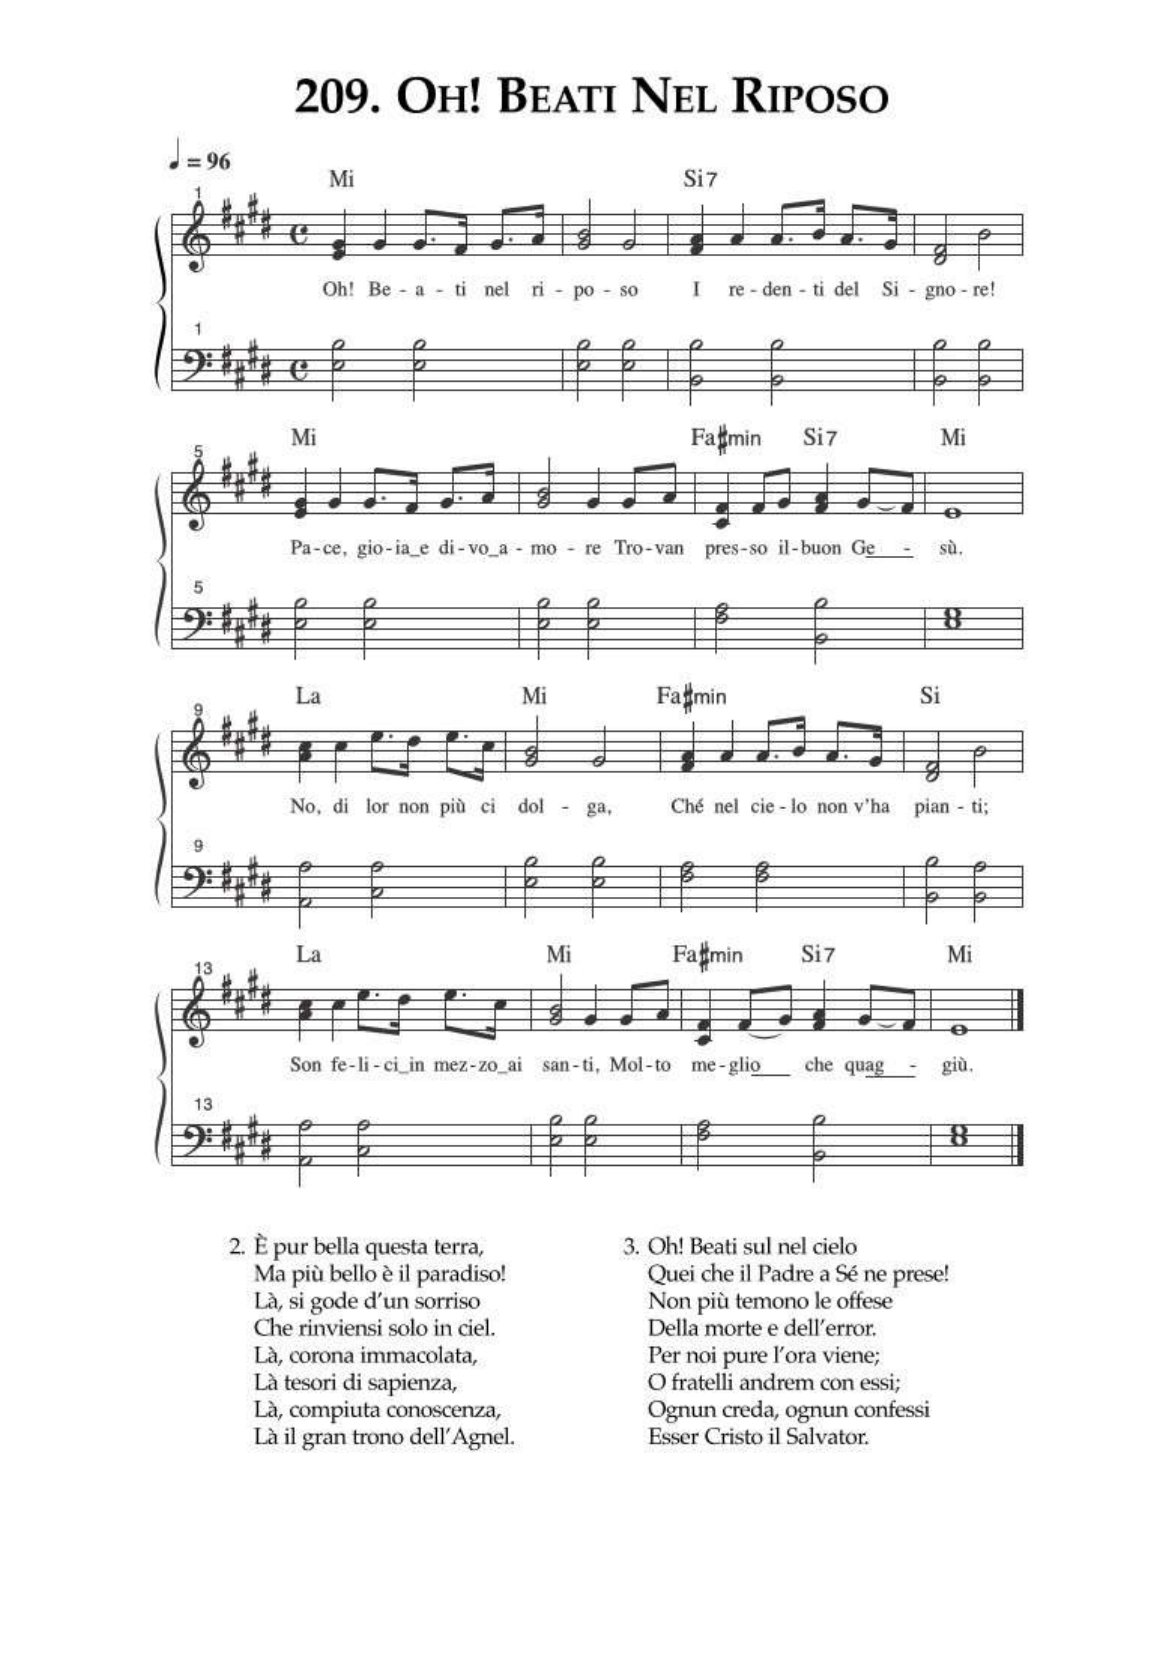 209. OH! BEATI NEL RIPOSO
♩ = 96
Mi Si7
1
Oh! Be - a - ti nel ri - po - so I re - den - ti del Si - gno - re!
1
Mi Fa♯min Si7 Mi
5
Pa - ce, gio - ia_e di - vo_a - mo - re Tro - van pres - so il - buon Ge___ - sù.
5
La Mi Fa♯min Si
9
No, di lor non più ci dol - ga, Ché nel cie - lo non v'ha pian - ti;
9
La Mi Fa♯min Si7 Mi
13
Son fe - li - ci_in mez - zo_ai san - ti, Mol - to me - glio___ che quag___ - giù.
13
2. È pur bella questa terra,
Ma più bello è il paradiso!
Là, si gode d'un sorriso
Che rinviensi solo in ciel.
Là, corona immacolata,
Là tesori di sapienza,
Là, compiuta conoscenza,
Là il gran trono dell'Agnel.
3. Oh! Beati sul nel cielo
Quei che il Padre a Sé ne prese!
Non più temono le offese
Della morte e dell'error.
Per noi pure l'ora viene;
O fratelli andrem con essi;
Ognun creda, ognun confessi
Esser Cristo il Salvator.